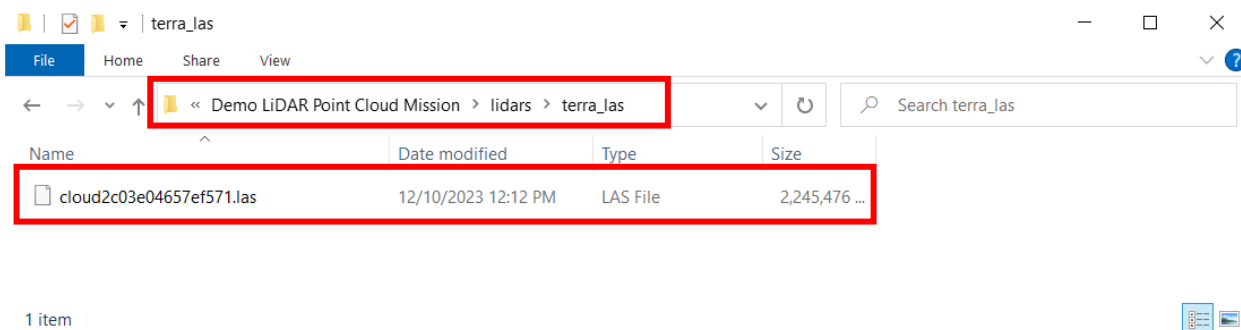 terra_las
File Home Share View
« Demo LiDAR Point Cloud Mission > lidars > terra_las Search terra_las
Name Date modified Type Size
cloud2c03e04657ef571.las 12/10/2023 12:12 PM LAS File 2,245,476 ...
1 item